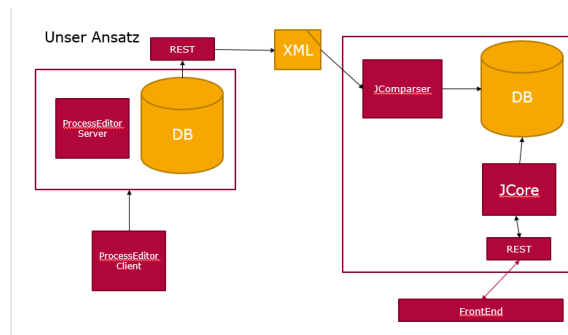 Unser Ansatz
REST
XML
JComparser
DB
ProcessEditor
Server
DB
JCore
ProcessEditor
Client
REST
FrontEnd